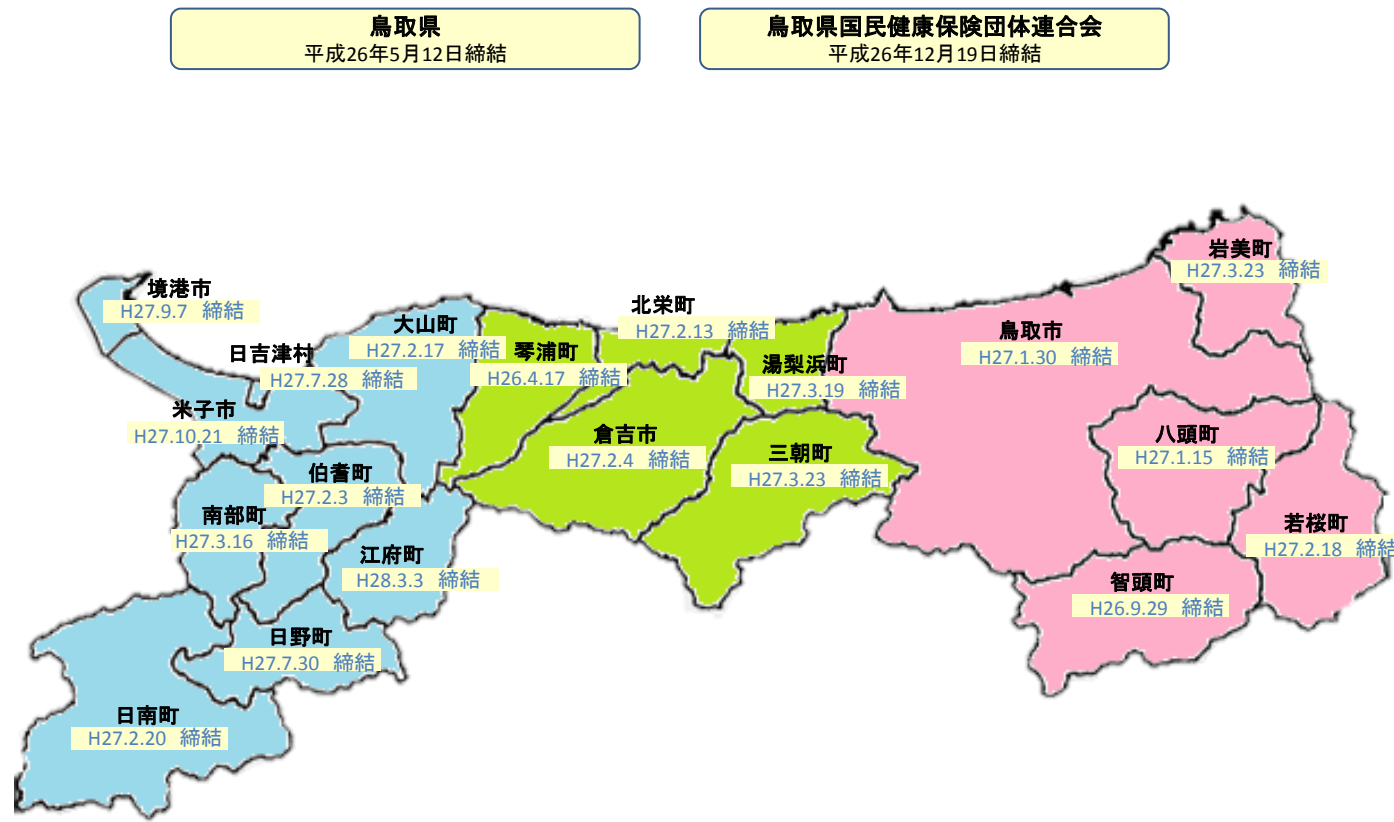 鳥取県
平成26年5月12日締結
鳥取県国民健康保険団体連合会
平成26年12月19日締結
岩美町
H27.3.23 締結
境港市
H27.9.7 締結
北栄町
H27.2.13 締結
大山町
H27.2.17 締結
鳥取市
H27.1.30 締結
日吉津村
H27.7.28 締結
琴浦町
H26.4.17 締結
湯梨浜町
H27.3.19 締結
米子市
H27.10.21 締結
倉吉市
H27.2.4 締結
八頭町
H27.1.15 締結
三朝町
H27.3.23 締結
伯耆町
H27.2.3 締結
南部町
H27.3.16 締結
若桜町
H27.2.18 締結
江府町
H28.3.3 締結
智頭町
H26.9.29 締結
日野町
H27.7.30 締結
日南町
H27.2.20 締結